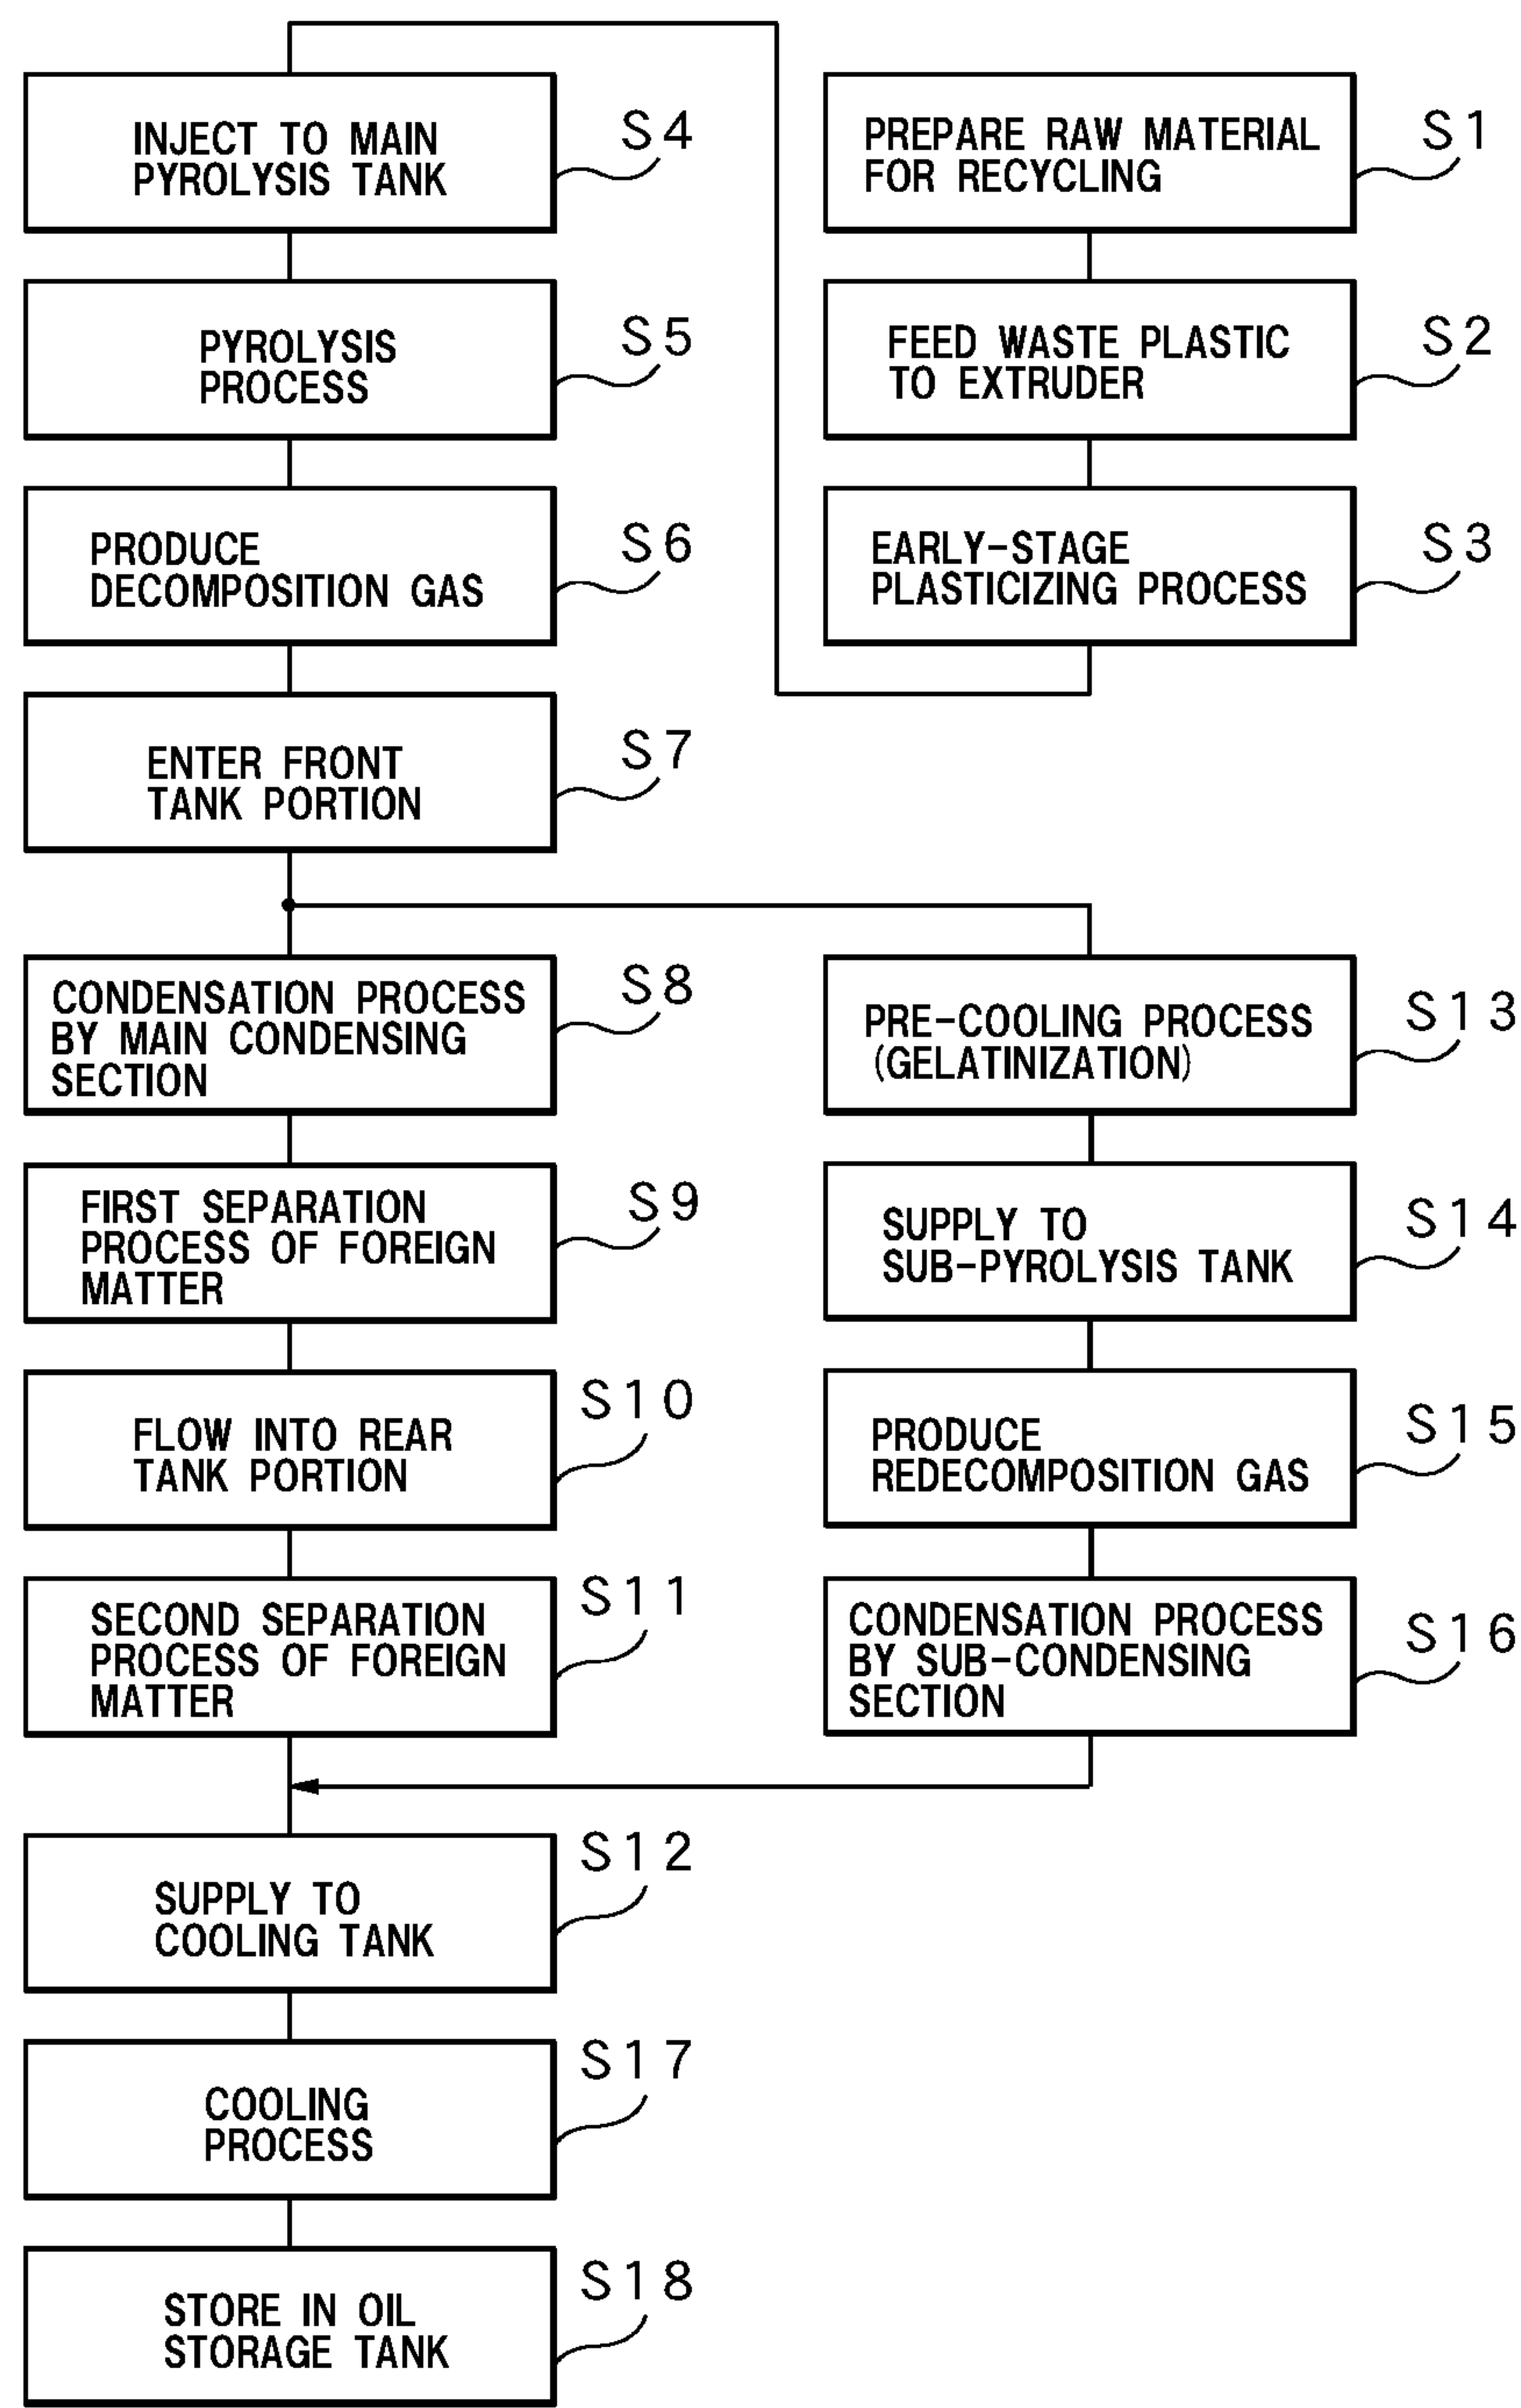 INJECT TO MAIN
PYROLYSIS TANK
S4
PYROLYSIS
PROCESS
S5
PRODUCE
DECOMPOSITION GAS
S6
ENTER FRONT
TANK PORTION
S7
PREPARE RAW MATERIAL
FOR RECYCLING
S1
FEED WASTE PLASTIC
TO EXTRUDER
S2
EARLY-STAGE
PLASTICIZING PROCESS
S3
CONDENSATION PROCESS
BY MAIN CONDENSING
SECTION
S8
FIRST SEPARATION
PROCESS OF FOREIGN
MATTER
S9
FLOW INTO REAR
TANK PORTION
S10
SECOND SEPARATION
PROCESS OF FOREIGN
MATTER
S11
PRE-COOLING PROCESS
(GELATINIZATION)
S13
SUPPLY TO
SUB-PYROLYSIS TANK
S14
PRODUCE
REDECOMPOSITION GAS
S15
CONDENSATION PROCESS
BY SUB-CONDENSING
SECTION
S16
SUPPLY TO
COOLING TANK
S12
COOLING
PROCESS
S17
STORE IN OIL
STORAGE TANK
S18